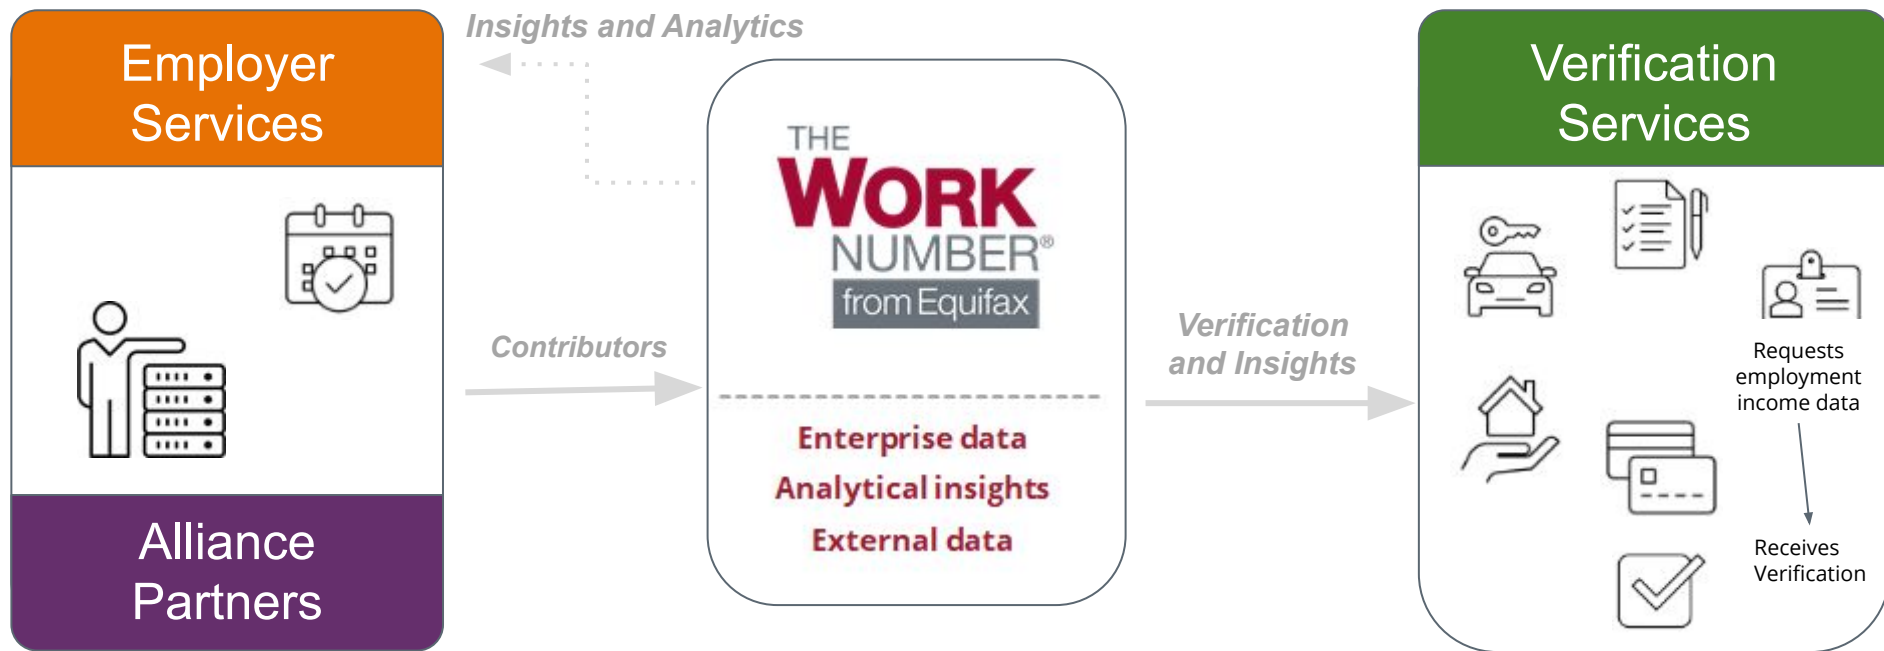 Employer
Services
Alliance
Partners
Insights and Analytics
Contributors
THE
WORK
NUMBER®
from Equifax
Enterprise data
Analytical insights
External data
Verification
and Insights
Verification
Services
Requests
employment
income data
Receives
Verification